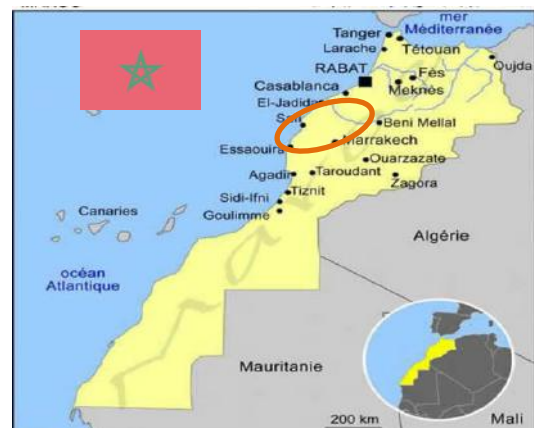 mer
Méditerranée
Tanger
Larache
Tétouan
RABAT
Fès
Oujda
Casablanca
Meknès
El-Jadida
Safi
Beni Mellal
Essaouira
Marrakech
Ouarzazate
Agadir
Taroudant
Zagora
Tiznit
Sidi-Ifni
Canaries
Goulimme
Algérie
océan
Atlantique
Mauritanie
200 km
Mali